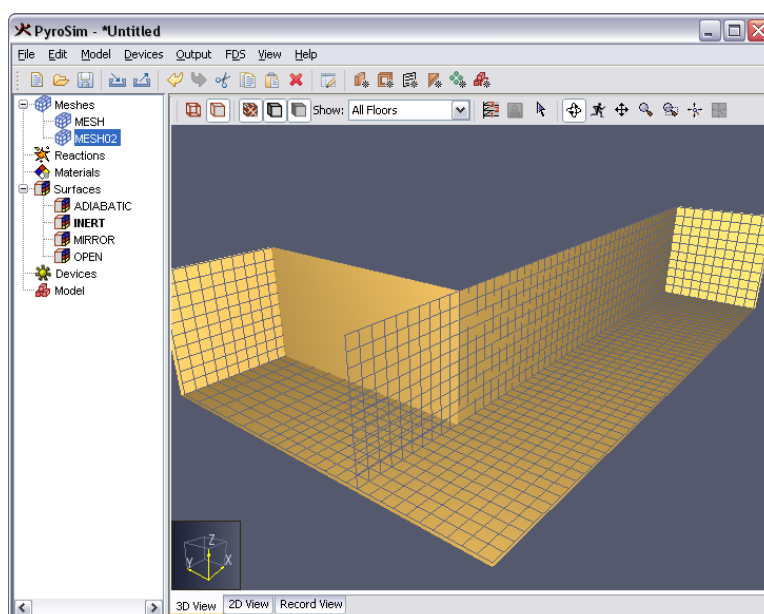 PyroSim - *Untitled
File Edit Model Devices Output FDS View Help
Meshes
MESH
MESH02
Reactions
Materials
Surfaces
ADIABATIC
INERT
MIRROR
OPEN
Devices
Model
Show: All Floors
Z
Y X
3D View 2D View Record View